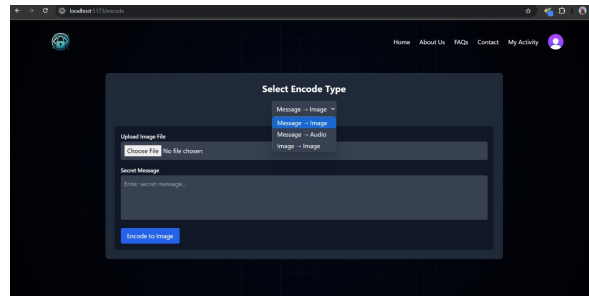 localhost:5173/encode
Home About Us FAQs Contact My Activity
Select Encode Type
Message → Image
Message → Image
Message → Audio
Image → Image
Upload Image File
Choose File No file chosen
Secret Message
Enter secret message...
Encode to Image